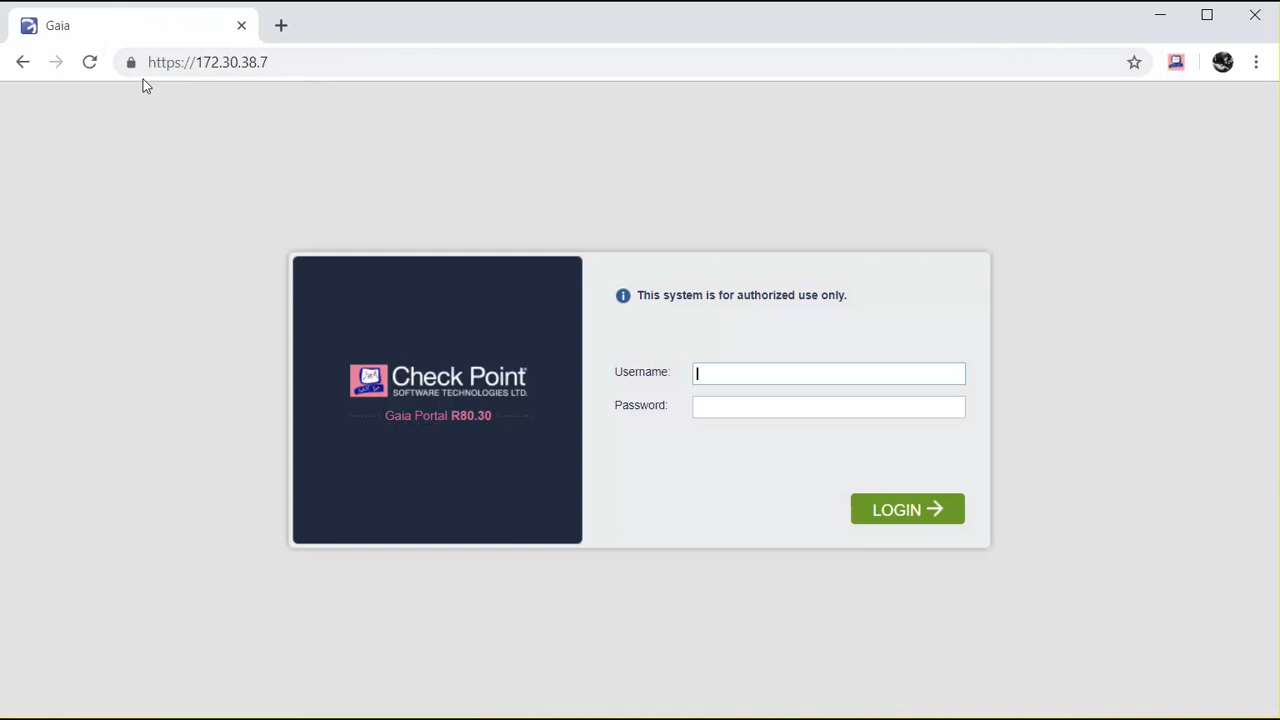 Gaia
https://172.30.38.7
This system is for authorized use only.
Check Point
SOFTWARE TECHNOLOGIES LTD.
Gaia Portal R80.30
Username:
Password:
LOGIN